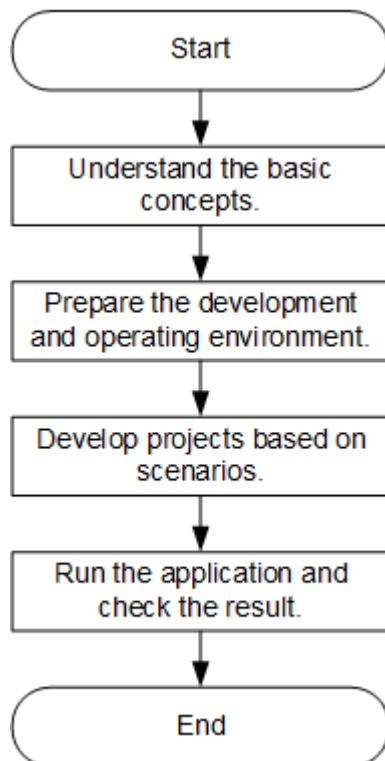 Start
Understand the basic
concepts.
Prepare the development
and operating environment.
Develop projects based on
scenarios.
Run the application and
check the result.
End